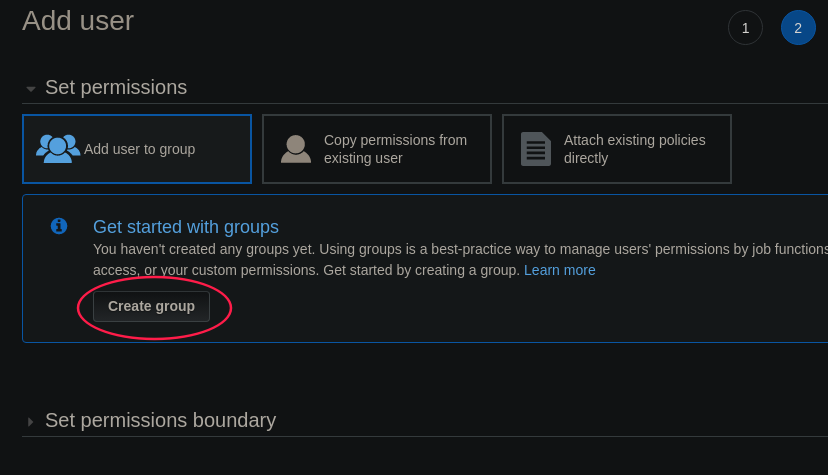 Add user
1
2
Set permissions
Add user to group
Copy permissions from
existing user
Attach existing policies
directly
Get started with groups
You haven't created any groups yet. Using groups is a best-practice way to manage users' permissions by job functions
access, or your custom permissions. Get started by creating a group. Learn more
Create group
Set permissions boundary